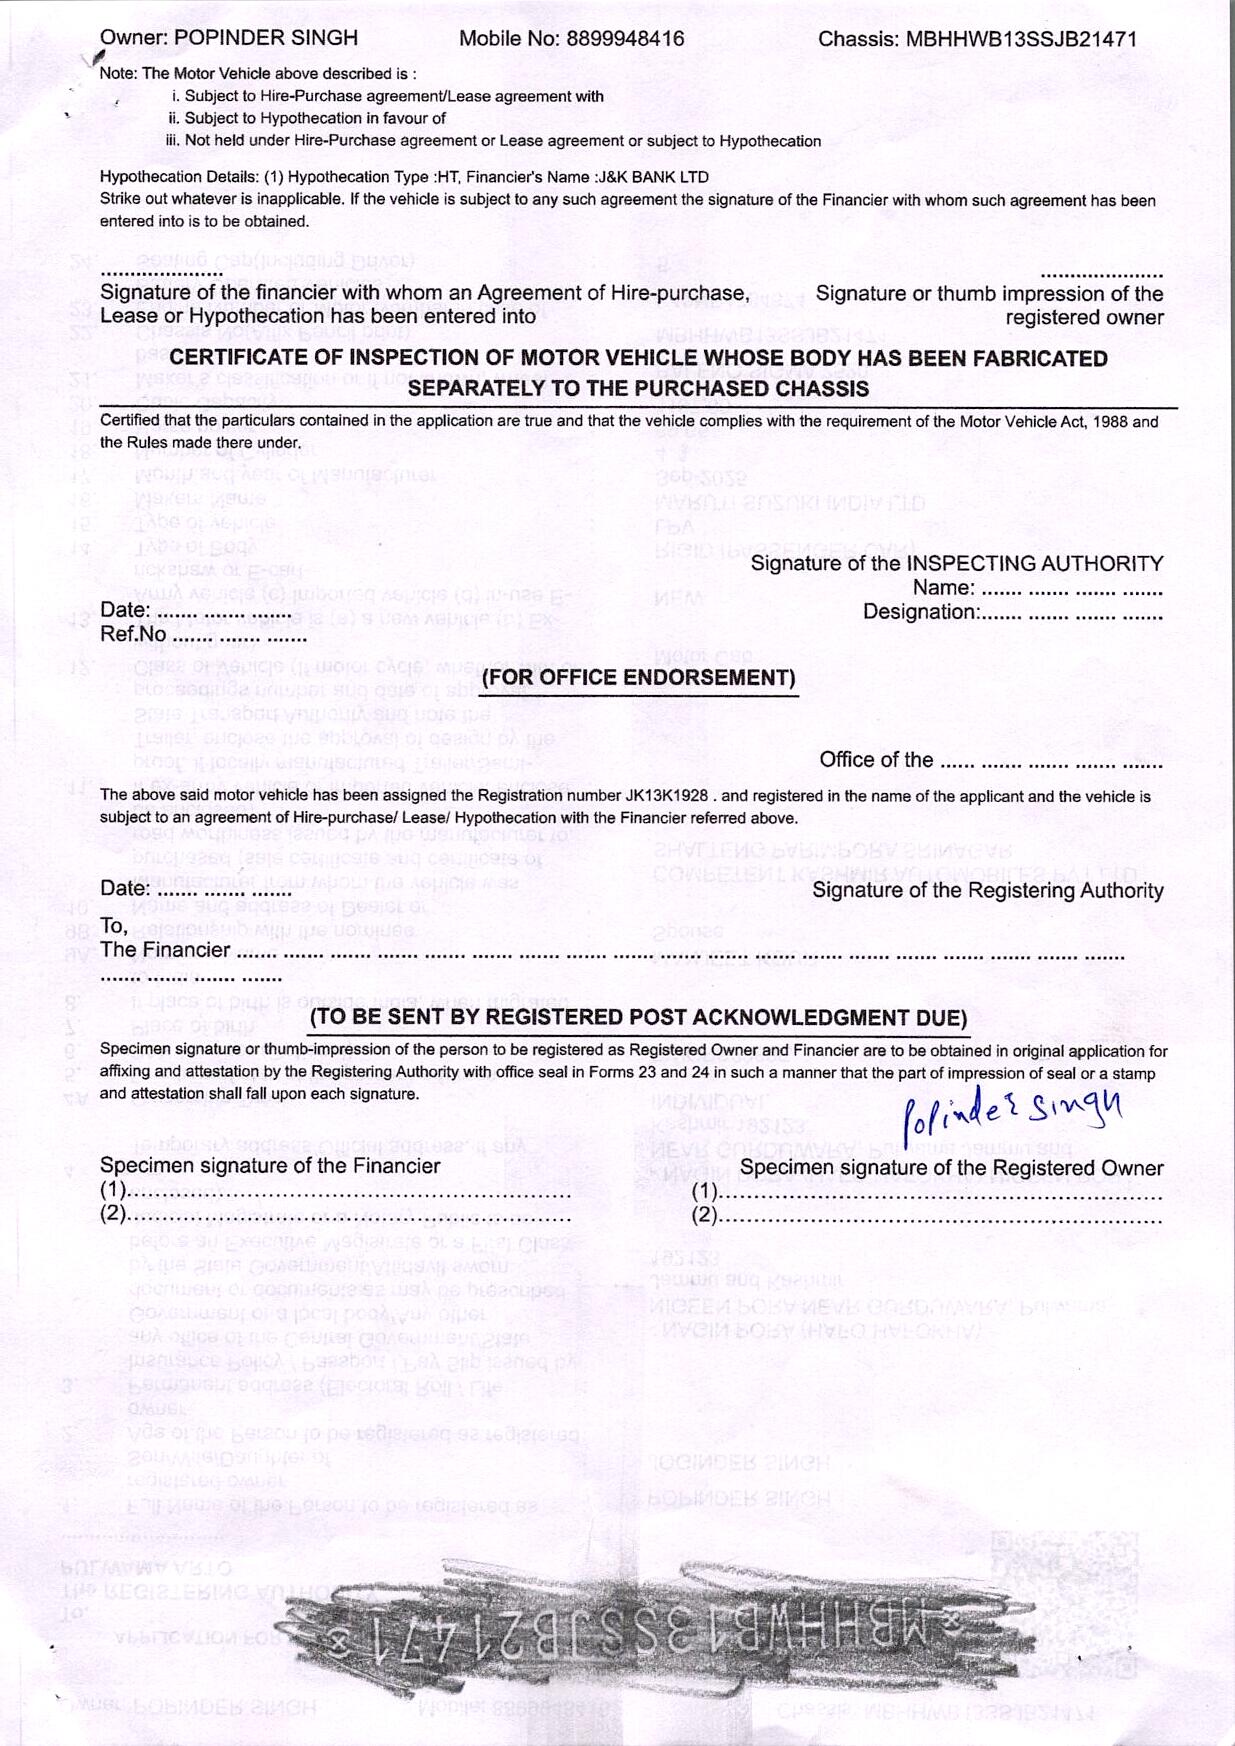 Owner: POPINDER SINGH Mobile No: 8899948416 Chassis: MBHHWB13SSJB21471
Note: The Motor Vehicle above described is :
i. Subject to Hire-Purchase agreement/Lease agreement with
ii. Subject to Hypothecation in favour of
iii. Not held under Hire-Purchase agreement or Lease agreement or subject to Hypothecation
Hypothecation Details: (1) Hypothecation Type :HT, Financier's Name :J&K BANK LTD
Strike out whatever is inapplicable. If the vehicle is subject to any such agreement the signature of the Financier with whom such agreement has been
entered into is to be obtained.
Signature of the financier with whom an Agreement of Hire-purchase, Signature or thumb impression of the
Lease or Hypothecation has been entered into registered owner
CERTIFICATE OF INSPECTION OF MOTOR VEHICLE WHOSE BODY HAS BEEN FABRICATED
SEPARATELY TO THE PURCHASED CHASSIS
Certified that the particulars contained in the application are true and that the vehicle complies with the requirement of the Motor Vehicle Act, 1988 and
the Rules made there under.
Signature of the INSPECTING AUTHORITY
Name: ....... ....... ....... .......
Date: ....... ....... ....... Designation:....... ....... ....... .......
Ref.No ....... ....... .......
(FOR OFFICE ENDORSEMENT)
Office of the ...... ....... ....... ....... .......
The above said motor vehicle has been assigned the Registration number JK13K1928 . and registered in the name of the applicant and the vehicle is
subject to an agreement of Hire-purchase/ Lease/ Hypothecation with the Financier referred above.
Date: ....... ....... ....... Signature of the Registering Authority
To,
The Financier ....... ....... ....... ....... ....... ....... ....... ....... ....... ....... ....... ....... ....... ....... ....... ....... ....... ....... .......
....... ....... ....... .......
(TO BE SENT BY REGISTERED POST ACKNOWLEDGMENT DUE)
Specimen signature or thumb-impression of the person to be registered as Registered Owner and Financier are to be obtained in original application for
affixing and attestation by the Registering Authority with office seal in Forms 23 and 24 in such a manner that the part of impression of seal or a stamp
and attestation shall fall upon each signature.
Popinder Singh
Specimen signature of the Financier Specimen signature of the Registered Owner
(1)........................................................................... (1)...........................................................................
(2)........................................................................... (2)...........................................................................
MBHHWB13SSJB21471